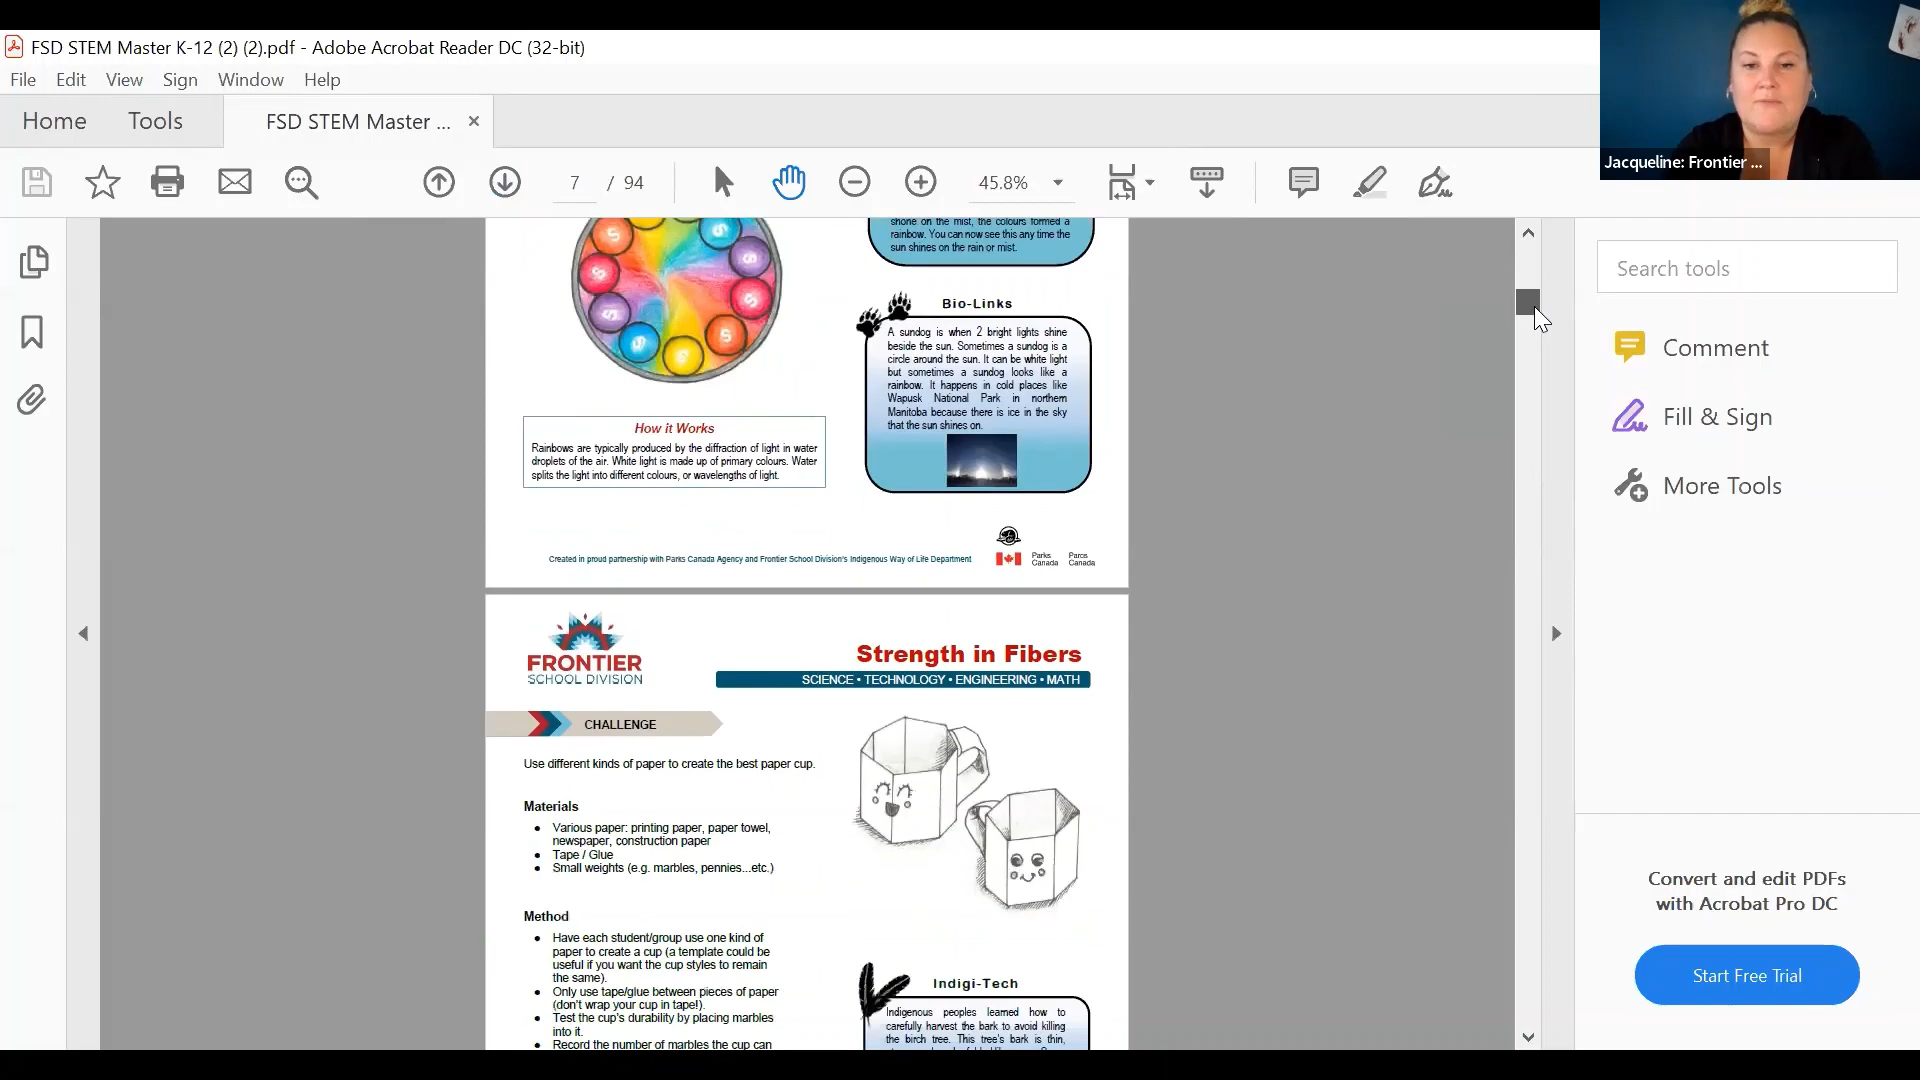 FSD STEM Master K-12 (2) (2).pdf - Adobe Acrobat Reader DC (32-bit)
File Edit View Sign Window Help
Home Tools FSD STEM Master ... ×
7 / 94 45.8%
Jacqueline: Frontier ...
shone on the mist, the colours formed a
rainbow. You can now see this any time the
sun shines on the rain or mist.
S S S S S S S S S S
Bio-Links
A sundog is when 2 bright lights shine
beside the sun. Sometimes a sundog is a
circle around the sun. It can be white light
but sometimes a sundog looks like a
rainbow. It happens in cold places like
Wapusk National Park in northern
Manitoba because there is ice in the sky
that the sun shines on.
How it Works
Rainbows are typically produced by the diffraction of light in water
droplets of the air. White light is made up of primary colours. Water
splits the light into different colours, or wavelengths of light.
Created in proud partnership with Parks Canada Agency and Frontier School Division's Indigenous Way of Life Department
Parks Parcs
Canada Canada
FRONTIER
SCHOOL DIVISION
Strength in Fibers
SCIENCE • TECHNOLOGY • ENGINEERING • MATH
CHALLENGE
Use different kinds of paper to create the best paper cup.
Materials
• Various paper: printing paper, paper towel,
newspaper, construction paper
• Tape / Glue
• Small weights (e.g. marbles, pennies...etc.)
Method
• Have each student/group use one kind of
paper to create a cup (a template could be
useful if you want the cup styles to remain
the same).
• Only use tape/glue between pieces of paper
(don't wrap your cup in tape!).
• Test the cup's durability by placing marbles
into it.
• Record the number of marbles the cup can
Indigi-Tech
Indigenous peoples learned how to
carefully harvest the bark to avoid killing
the birch tree. This tree's bark is thin,
Search tools
Comment
Fill & Sign
More Tools
Convert and edit PDFs
with Acrobat Pro DC
Start Free Trial